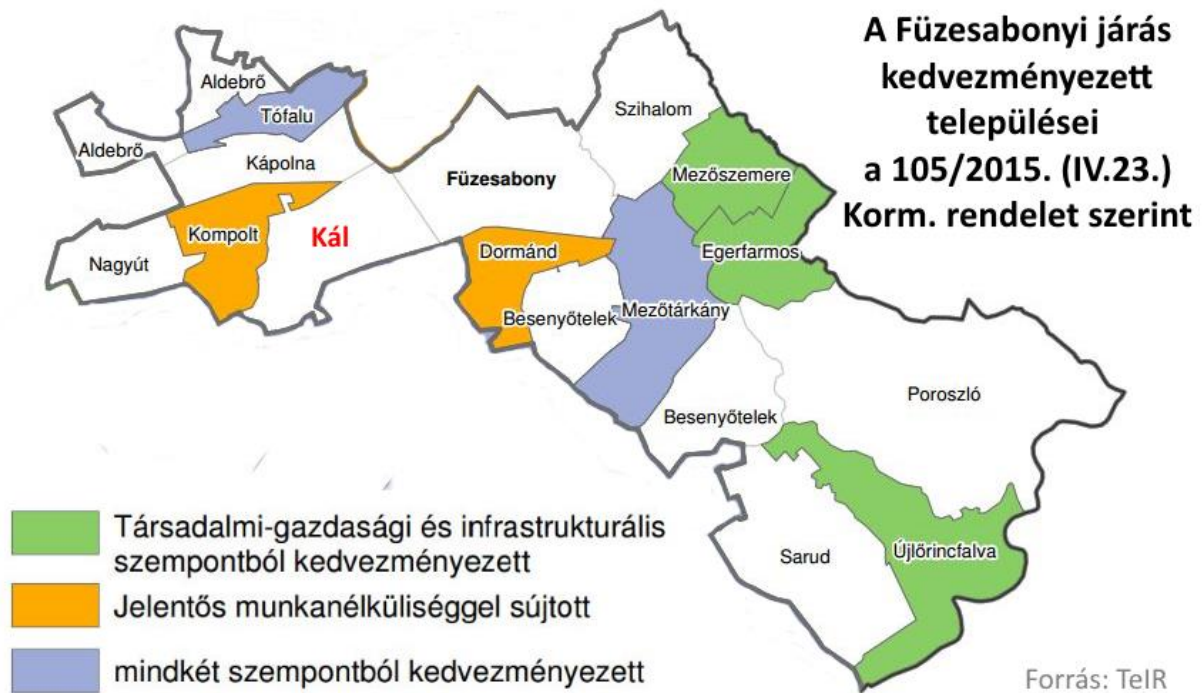 A Füzesabonyi járás
kedvezményezett
települései
a 105/2015. (IV.23.)
Korm. rendelet szerint
Aldebrő
Tófalu
Aldebrő
Kápolna
Szihalom
Mezőszemere
Füzesabony
Kompolt
Kál
Nagyút
Dormánd
Egerfarmos
Besenyőtelek
Mezőtárkány
Poroszló
Besenyőtelek
Sarud
Újlőrincfalva
Társadalmi-gazdasági és infrastrukturális
szempontból kedvezményezett
Jelentős munkanélküliséggel sújtott
mindkét szempontból kedvezményezett
Forrás: TeIR